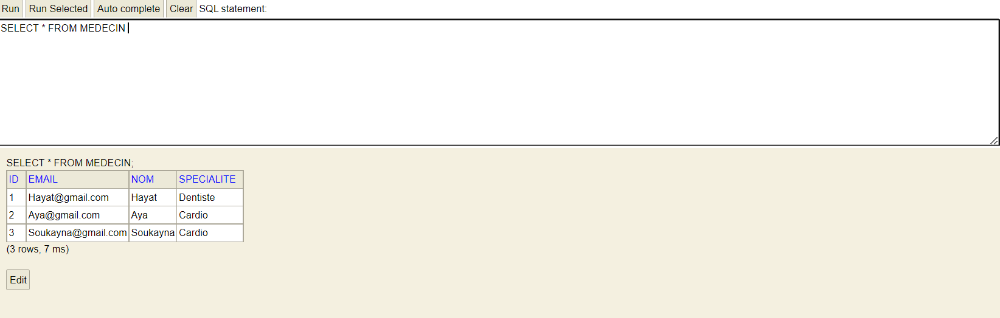 Run Run Selected Auto complete Clear SQL statement:
SELECT * FROM MEDECIN
SELECT * FROM MEDECIN;
ID EMAIL NOM SPECIALITE
1 Hayat@gmail.com Hayat Dentiste
2 Aya@gmail.com Aya Cardio
3 Soukayna@gmail.com Soukayna Cardio
(3 rows, 7 ms)
Edit